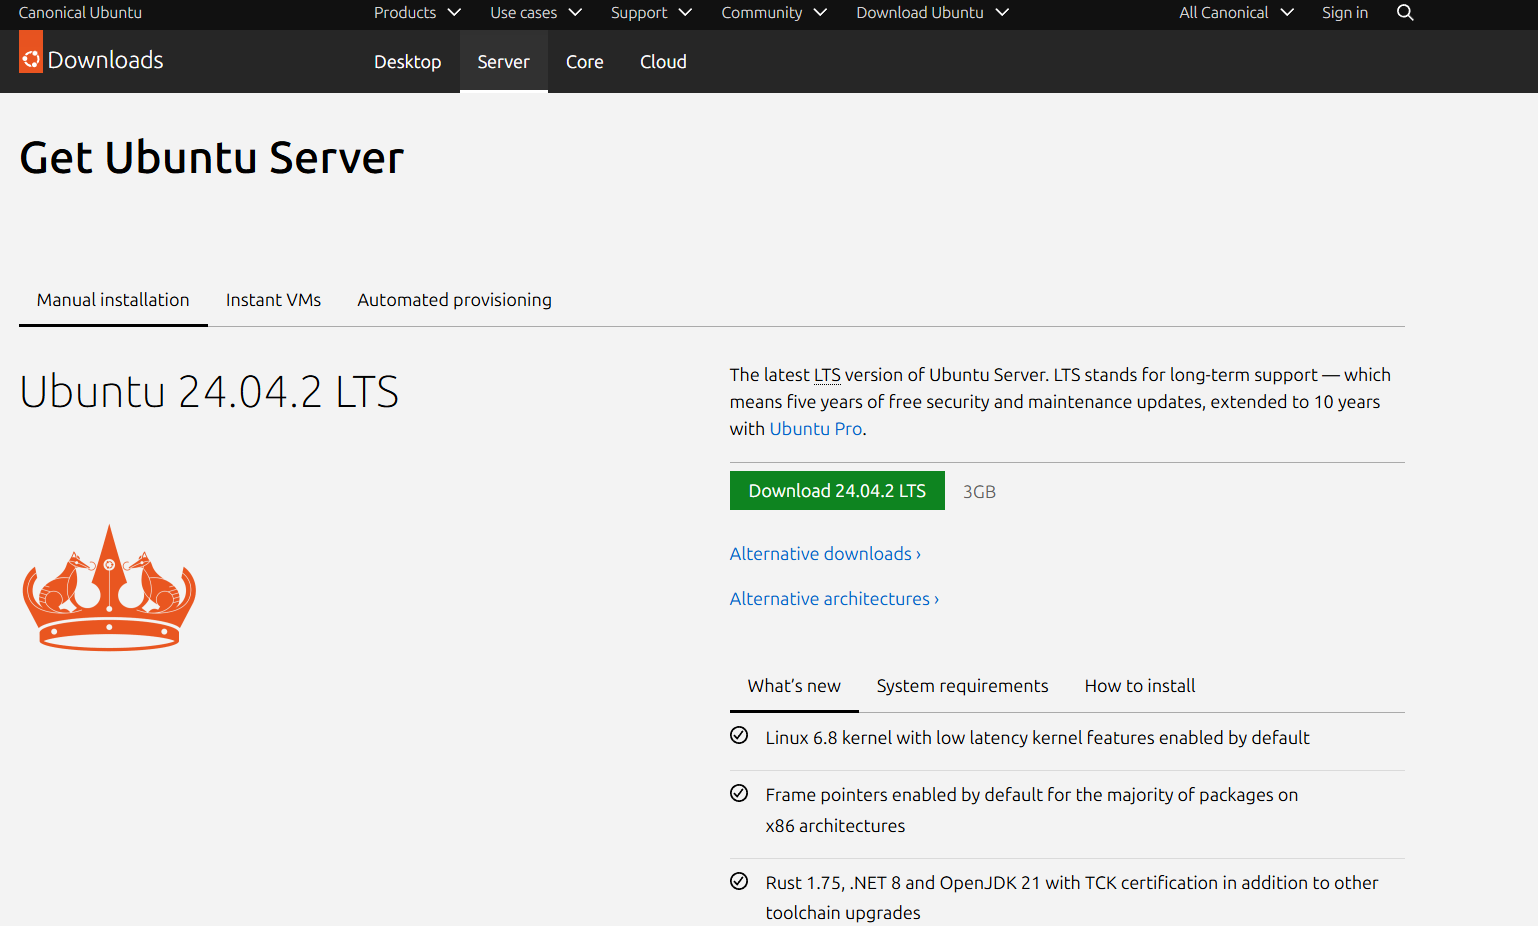 Canonical Ubuntu
Products
Use cases
Support
Community
Download Ubuntu
All Canonical
Sign in
Downloads
Desktop
Server
Core
Cloud
Get Ubuntu Server
Manual installation
Instant VMs
Automated provisioning
Ubuntu 24.04.2 LTS
The latest LTS version of Ubuntu Server. LTS stands for long-term support — which
means five years of free security and maintenance updates, extended to 10 years
with Ubuntu Pro.
Download 24.04.2 LTS
3GB
Alternative downloads ›
Alternative architectures ›
What’s new
System requirements
How to install
Linux 6.8 kernel with low latency kernel features enabled by default
Frame pointers enabled by default for the majority of packages on
x86 architectures
Rust 1.75, .NET 8 and OpenJDK 21 with TCK certification in addition to other
toolchain upgrades